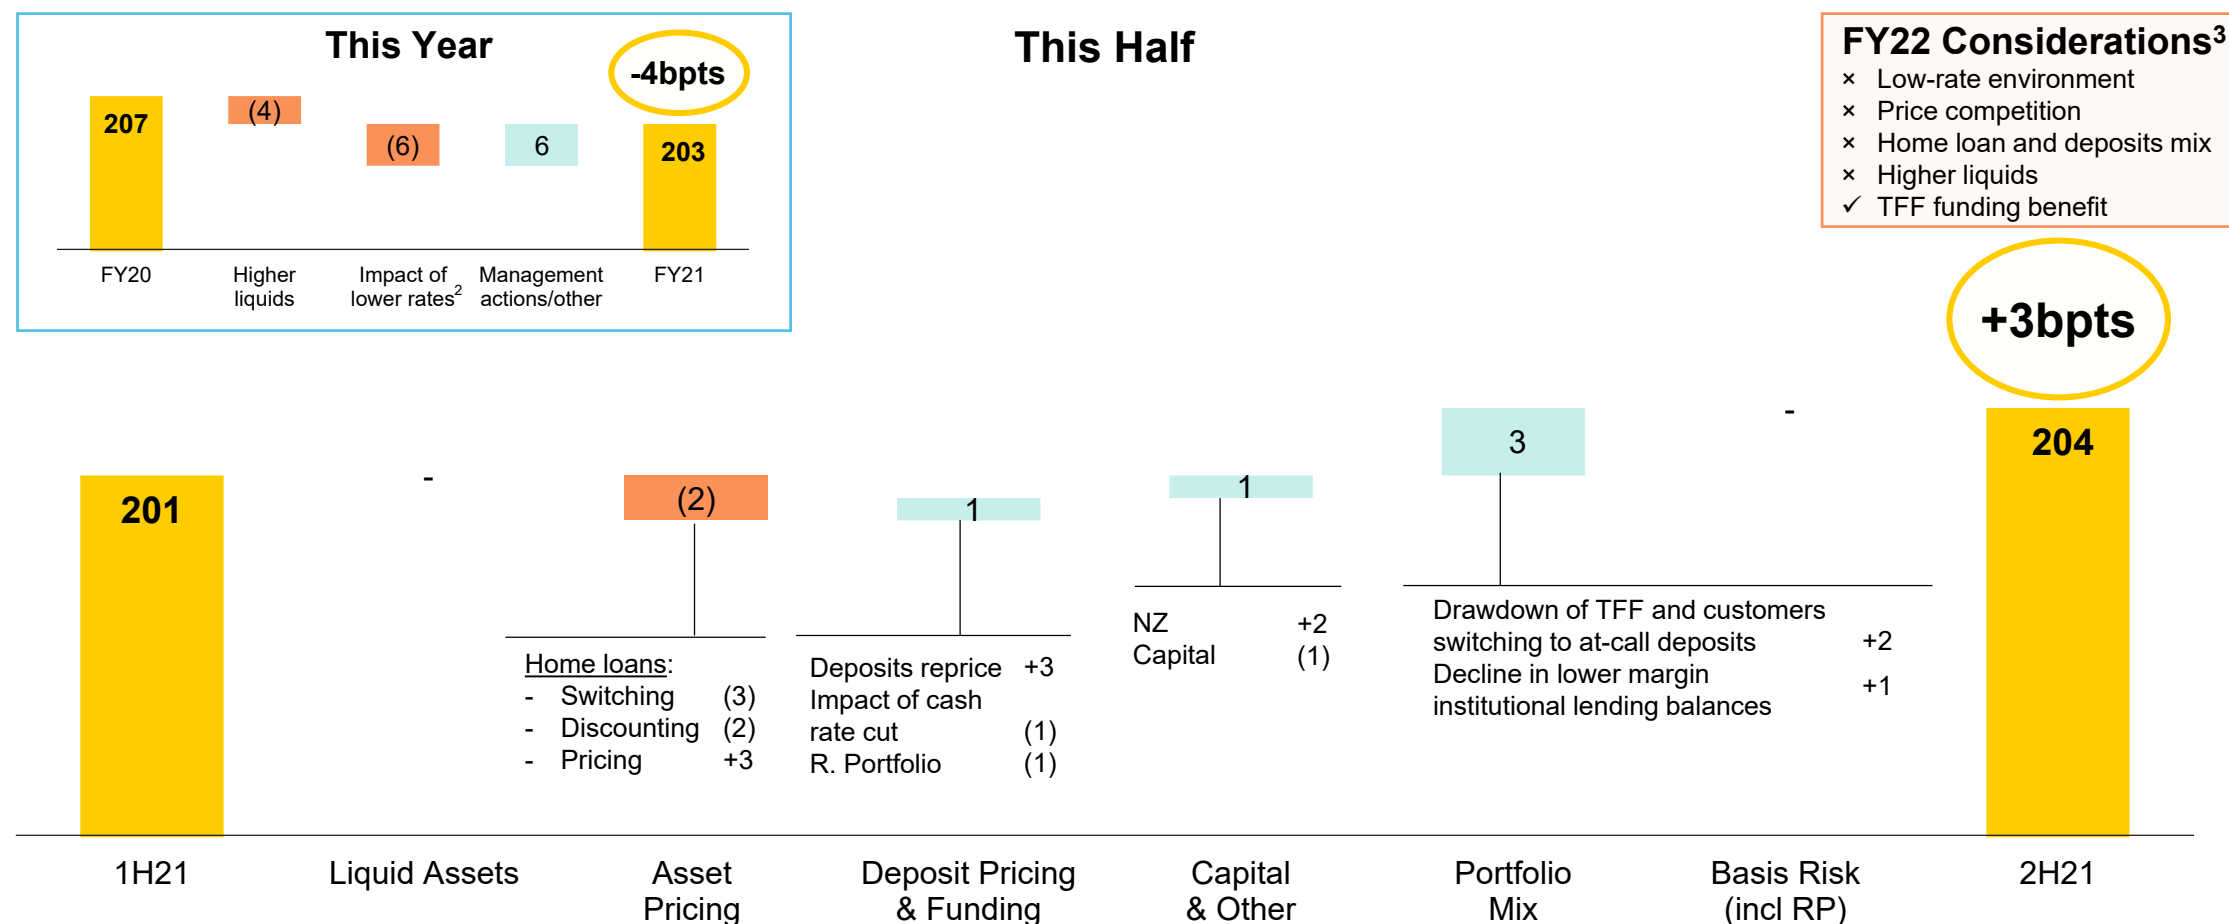 This Year
-4bpts
207
(4)
(6)
6
203
FY20
Higher
liquids
Impact of
lower rates2
Management
actions/other
FY21
This Half
FY22 Considerations3
× Low-rate environment
× Price competition
× Home loan and deposits mix
× Higher liquids
✓ TFF funding benefit
+3bpts
201
-
(2)
1
1
3
-
204
Home loans:
- Switching (3)
- Discounting (2)
- Pricing +3
Deposits reprice +3
Impact of cash
rate cut (1)
R. Portfolio (1)
NZ +2
Capital (1)
Drawdown of TFF and customers
switching to at-call deposits +2
Decline in lower margin
institutional lending balances +1
1H21
Liquid Assets
Asset
Pricing
Deposit Pricing
& Funding
Capital
& Other
Portfolio
Mix
Basis Risk
(incl RP)
2H21